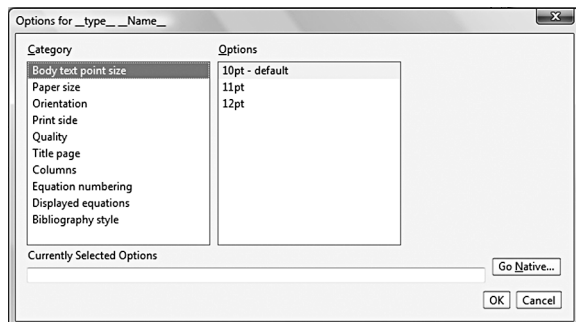 Options for __type__ __Name__
Category
Options
Body text point size
Paper size
Orientation
Print side
Quality
Title page
Columns
Equation numbering
Displayed equations
Bibliography style
10pt - default
11pt
12pt
Currently Selected Options
Go Native...
OK
Cancel